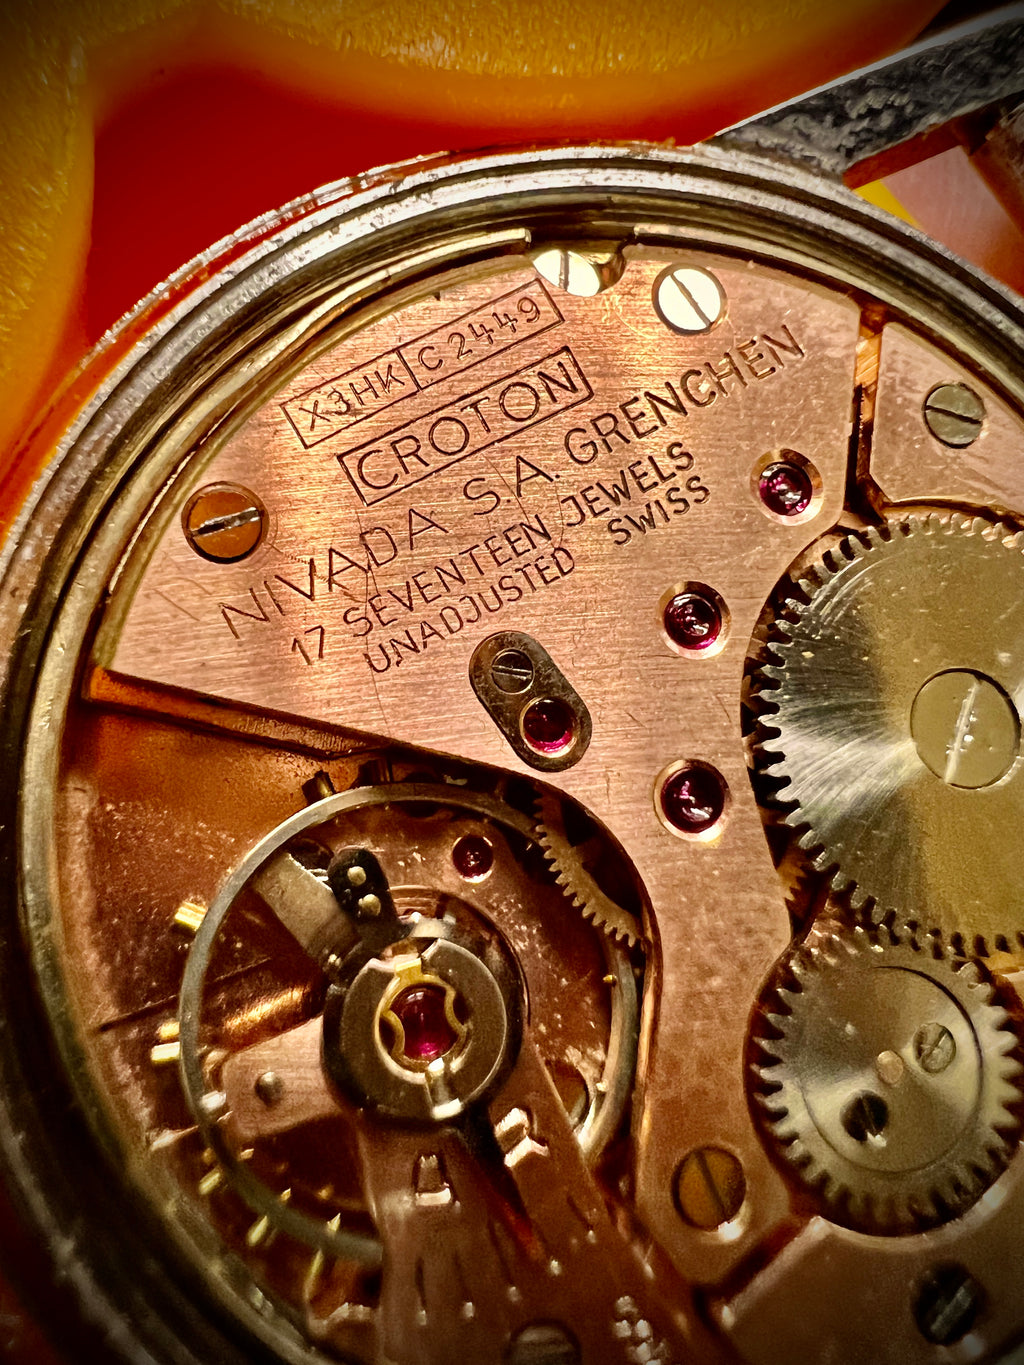 X3HK C2449
CROTON
NIVADA S.A. GRENCHEN
17 SEVENTEEN JEWELS
UNADJUSTED SWISS
R